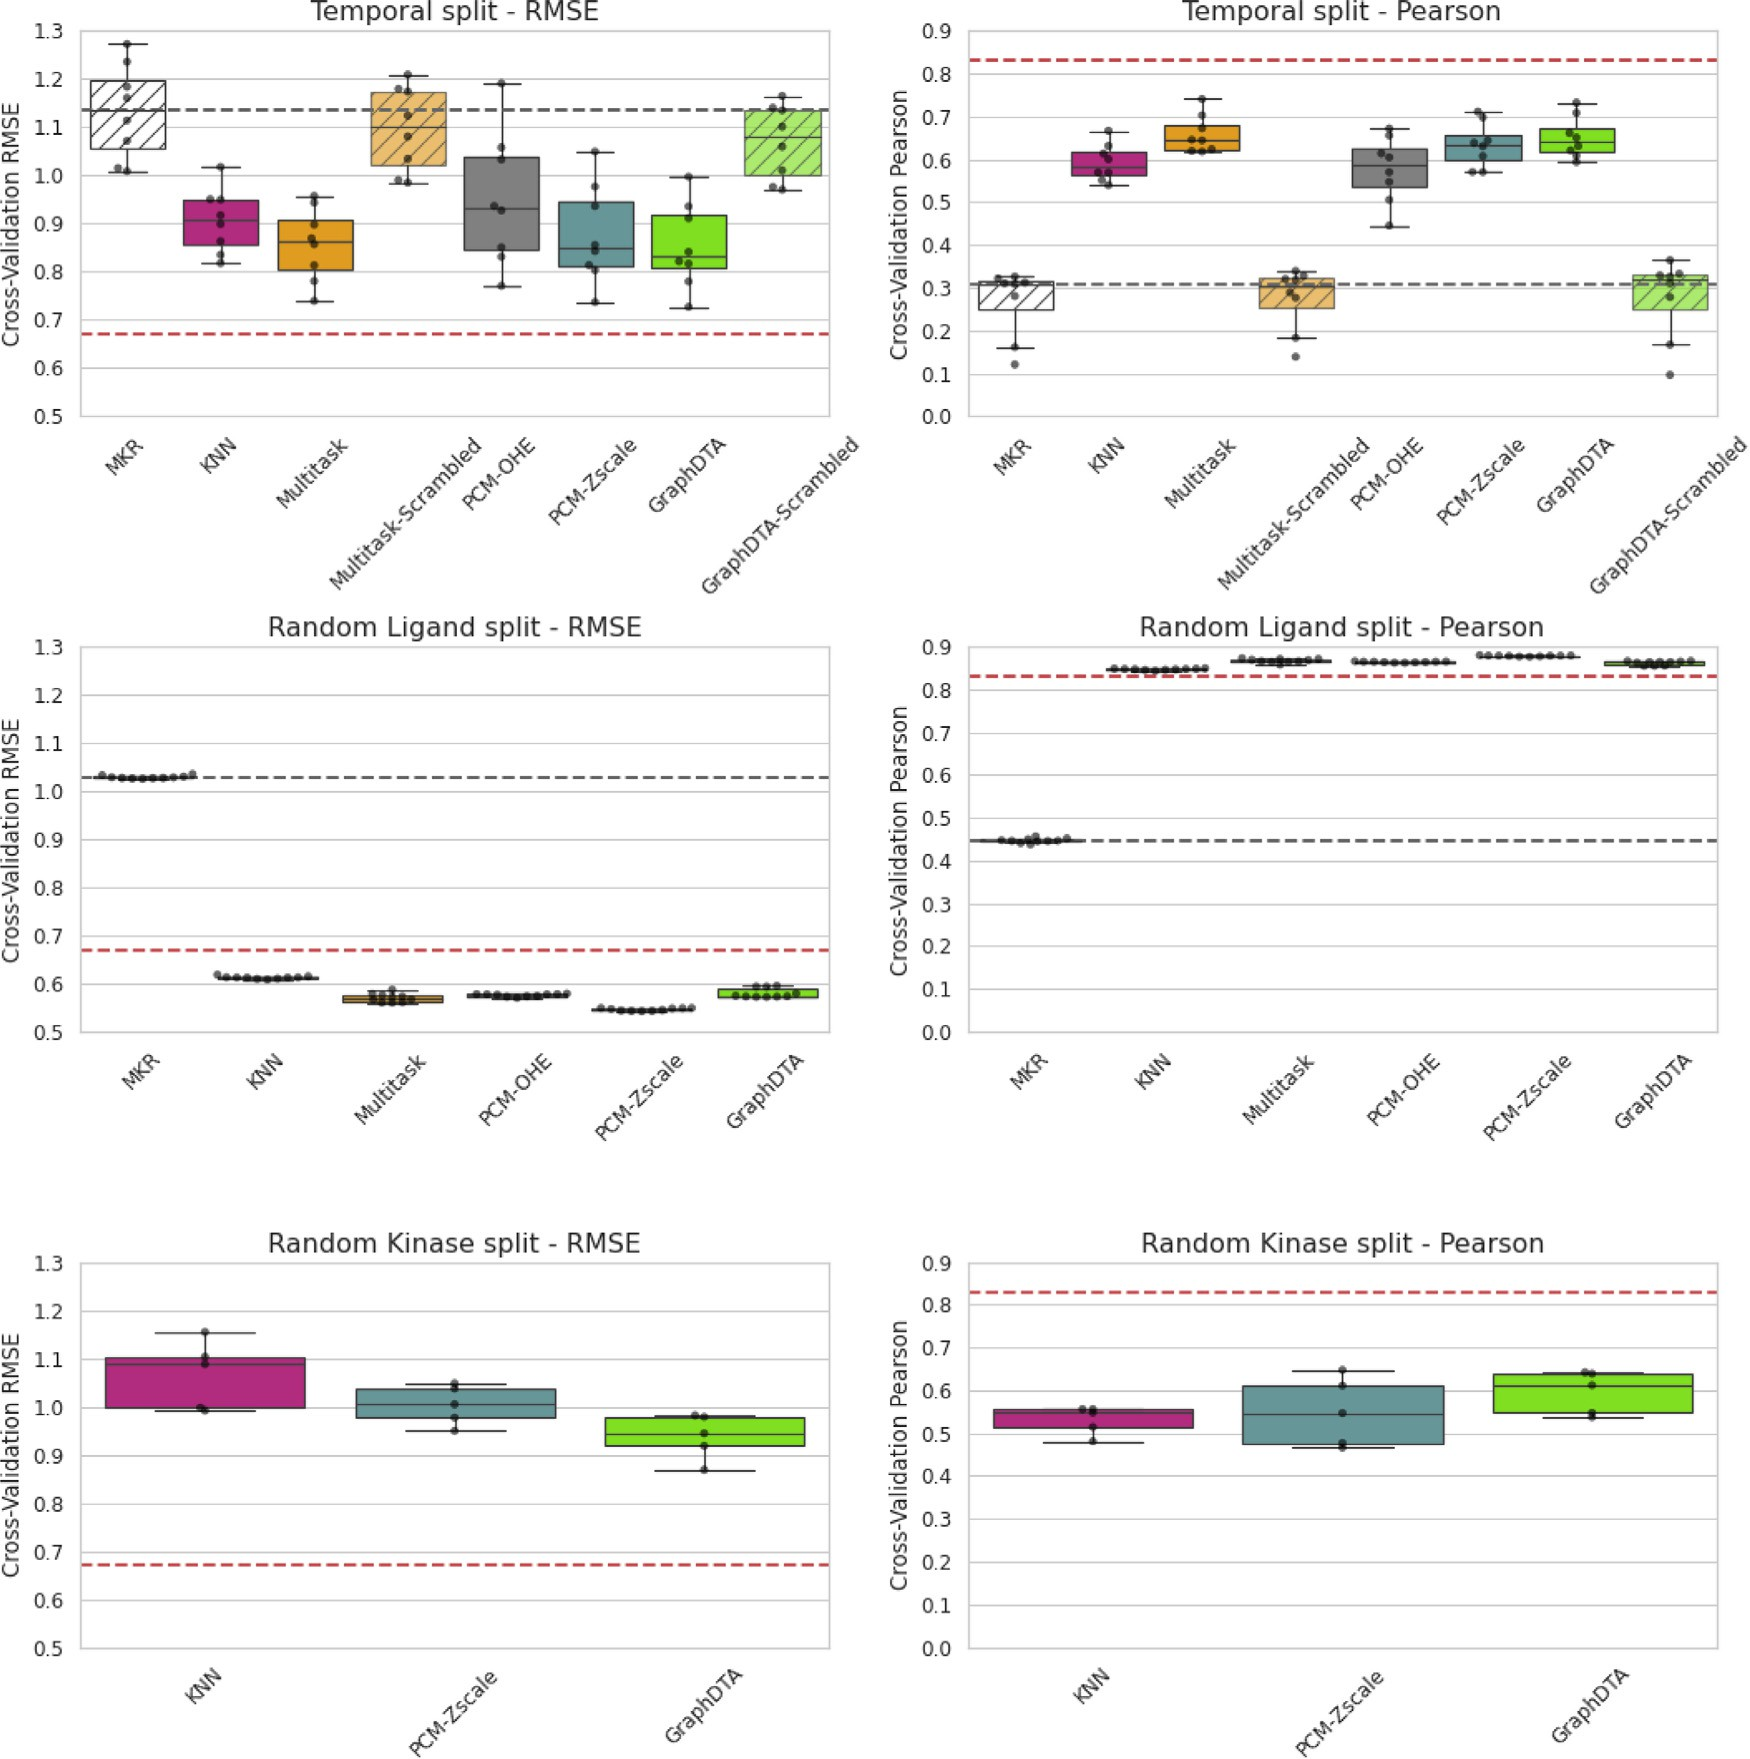 Temporal split - RMSE
Cross-Validation RMSE
1.3
1.2
1.1
1.0
0.9
0.8
0.7
0.6
0.5
MKR
KNN
Multitask
Multitask-Scrambled
PCM-OHE
PCM-Zscale
GraphDTA
GraphDTA-Scrambled
Temporal split - Pearson
Cross-Validation Pearson
0.9
0.8
0.7
0.6
0.5
0.4
0.3
0.2
0.1
0.0
MKR
KNN
Multitask
Multitask-Scrambled
PCM-OHE
PCM-Zscale
GraphDTA
GraphDTA-Scrambled
Random Ligand split - RMSE
Cross-Validation RMSE
1.3
1.2
1.1
1.0
0.9
0.8
0.7
0.6
0.5
MKR
KNN
Multitask
PCM-OHE
PCM-Zscale
GraphDTA
Random Ligand split - Pearson
Cross-Validation Pearson
0.9
0.8
0.7
0.6
0.5
0.4
0.3
0.2
0.1
0.0
MKR
KNN
Multitask
PCM-OHE
PCM-Zscale
GraphDTA
Random Kinase split - RMSE
Cross-Validation RMSE
1.3
1.2
1.1
1.0
0.9
0.8
0.7
0.6
0.5
KNN
PCM-Zscale
GraphDTA
Random Kinase split - Pearson
Cross-Validation Pearson
0.9
0.8
0.7
0.6
0.5
0.4
0.3
0.2
0.1
0.0
KNN
PCM-Zscale
GraphDTA